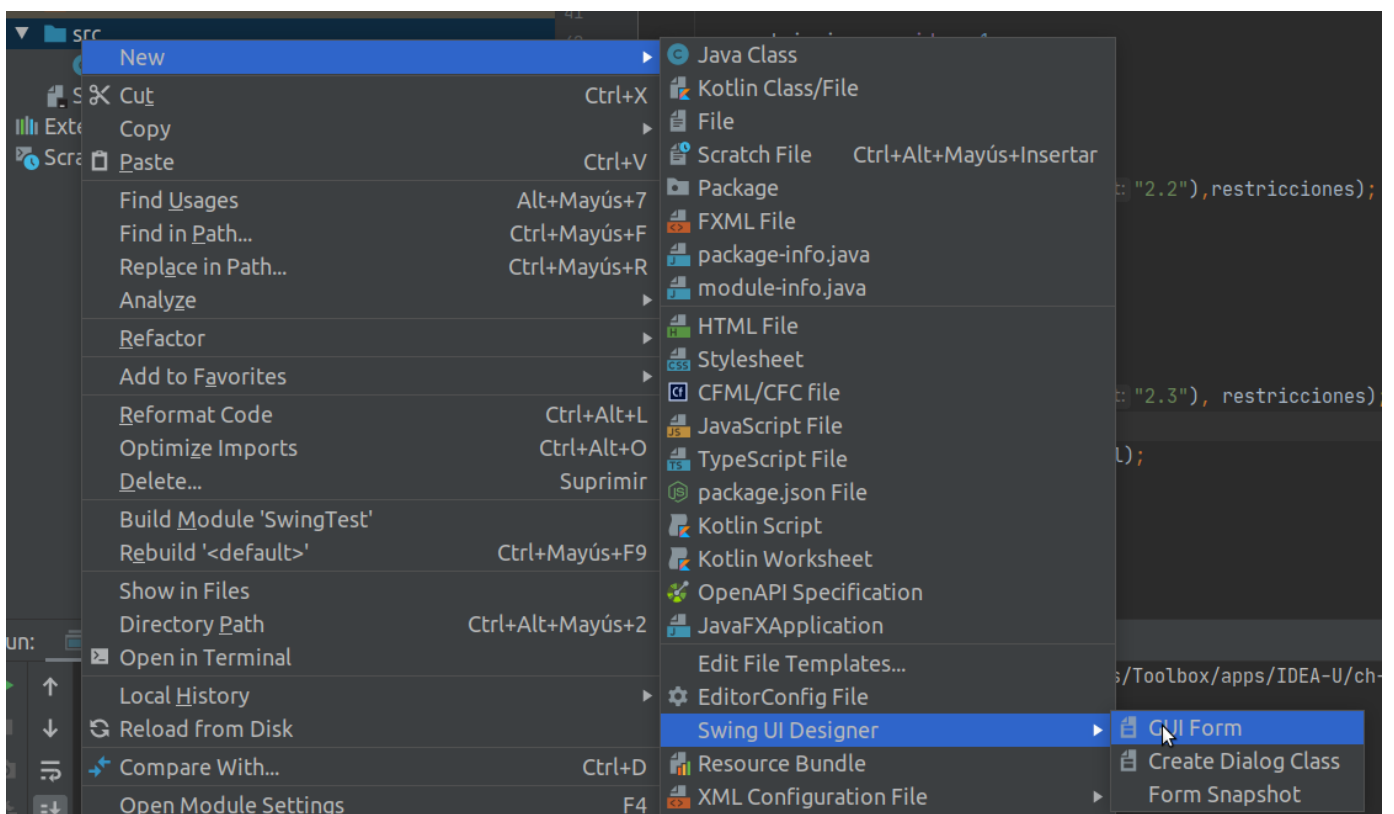 41
src
New
Java Class
Cut Ctrl+X
Kotlin Class/File
S
Exte
Copy
File
Scra
Paste Ctrl+V
Scratch File Ctrl+Alt+Mayús+Insertar
Package
"2.2"),restricciones);
Find Usages Alt+Mayús+7
FXML File
Find in Path... Ctrl+Mayús+F
package-info.java
Replace in Path... Ctrl+Mayús+R
module-info.java
Analyze
HTML File
Refactor
Stylesheet
Add to Favorites
CFML/CFC file
"2.3"), restricciones);
Reformat Code Ctrl+Alt+L
JavaScript File
Optimize Imports Ctrl+Alt+O
TypeScript File
l);
Delete... Suprimir
package.json File
Build Module 'SwingTest'
Kotlin Script
Rebuild '<default>' Ctrl+Mayús+F9
Kotlin Worksheet
Show in Files
OpenAPI Specification
Directory Path Ctrl+Alt+Mayús+2
JavaFXApplication
un:
Open in Terminal
Edit File Templates...
s/Toolbox/apps/IDEA-U/ch-
Local History
EditorConfig File
Reload from Disk
Swing UI Designer
GUI Form
Compare With... Ctrl+D
Resource Bundle
Create Dialog Class
Open Module Settings F4
XML Configuration File
Form Snapshot